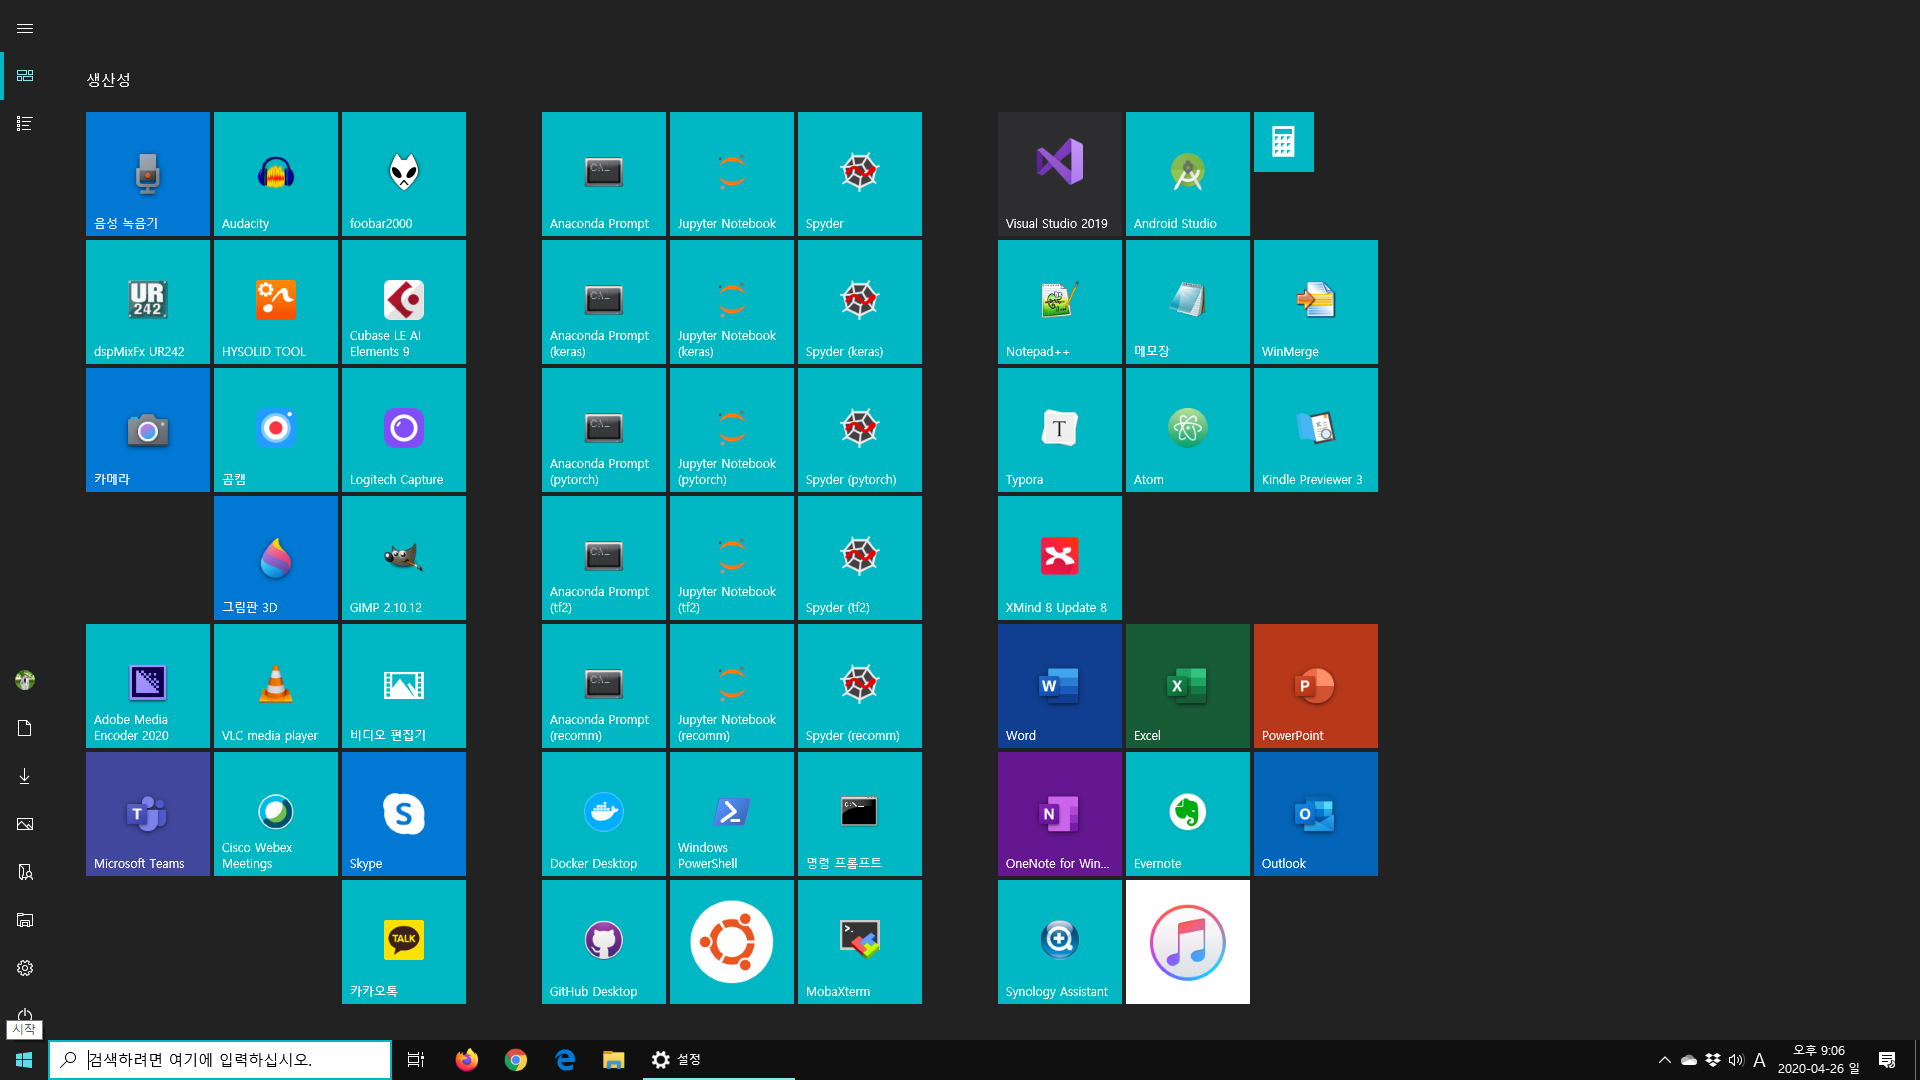 생산성
음성 녹음기
Audacity
foobar2000
Anaconda Prompt
Jupyter Notebook
Spyder
Visual Studio 2019
Android Studio
UR
242
dspMixFx UR242
HYSOLID TOOL
Cubase LE AI
Elements 9
Anaconda Prompt
(keras)
Jupyter Notebook
(keras)
Spyder (keras)
Notepad++
메모장
WinMerge
카메라
곰캠
Logitech Capture
Anaconda Prompt
(pytorch)
Jupyter Notebook
(pytorch)
Spyder (pytorch)
T
Typora
Atom
Kindle Previewer 3
그림판 3D
GIMP 2.10.12
Anaconda Prompt
(tf2)
Jupyter Notebook
(tf2)
Spyder (tf2)
XMind 8 Update 8
Adobe Media
Encoder 2020
VLC media player
비디오 편집기
Anaconda Prompt
(recomm)
Jupyter Notebook
(recomm)
Spyder (recomm)
W
Word
X
Excel
P
PowerPoint
T
Microsoft Teams
Cisco Webex
Meetings
S
Skype
Docker Desktop
Windows
PowerShell
명령 프롬프트
N
OneNote for Win...
Evernote
O
Outlook
TALK
카카오톡
GitHub Desktop
MobaXterm
Synology Assistant
시작
검색하려면 여기에 입력하십시오.
설정
A
오후 9:06
2020-04-26 일